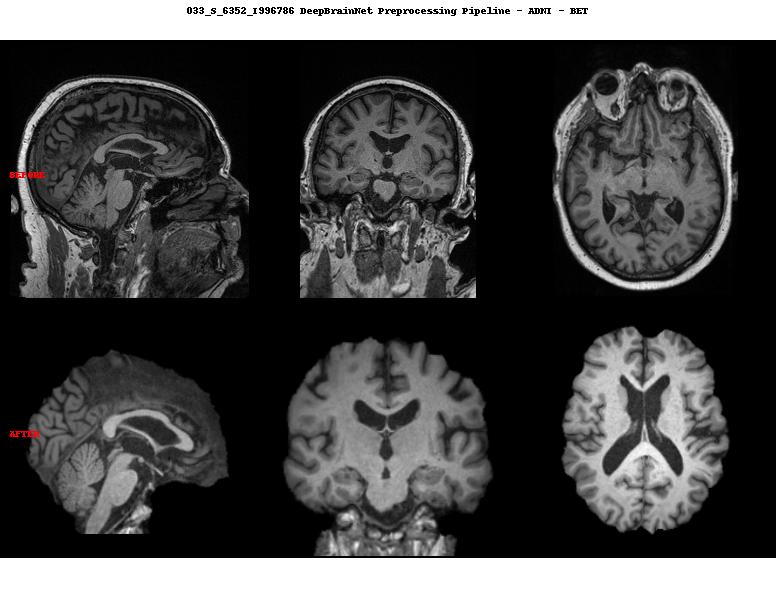 033_S_6352_I996786 DeepBrainNet Preprocessing Pipeline - ADNI - BET
BEFORE
AFTER